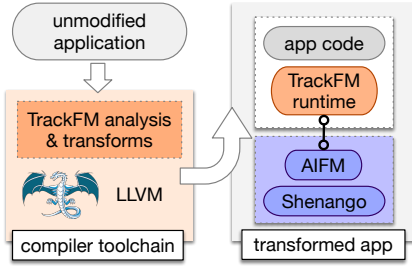 unmodified
application
TrackFM analysis
& transforms
LLVM
compiler toolchain
app code
TrackFM
runtime
AIFM
Shenango
transformed app